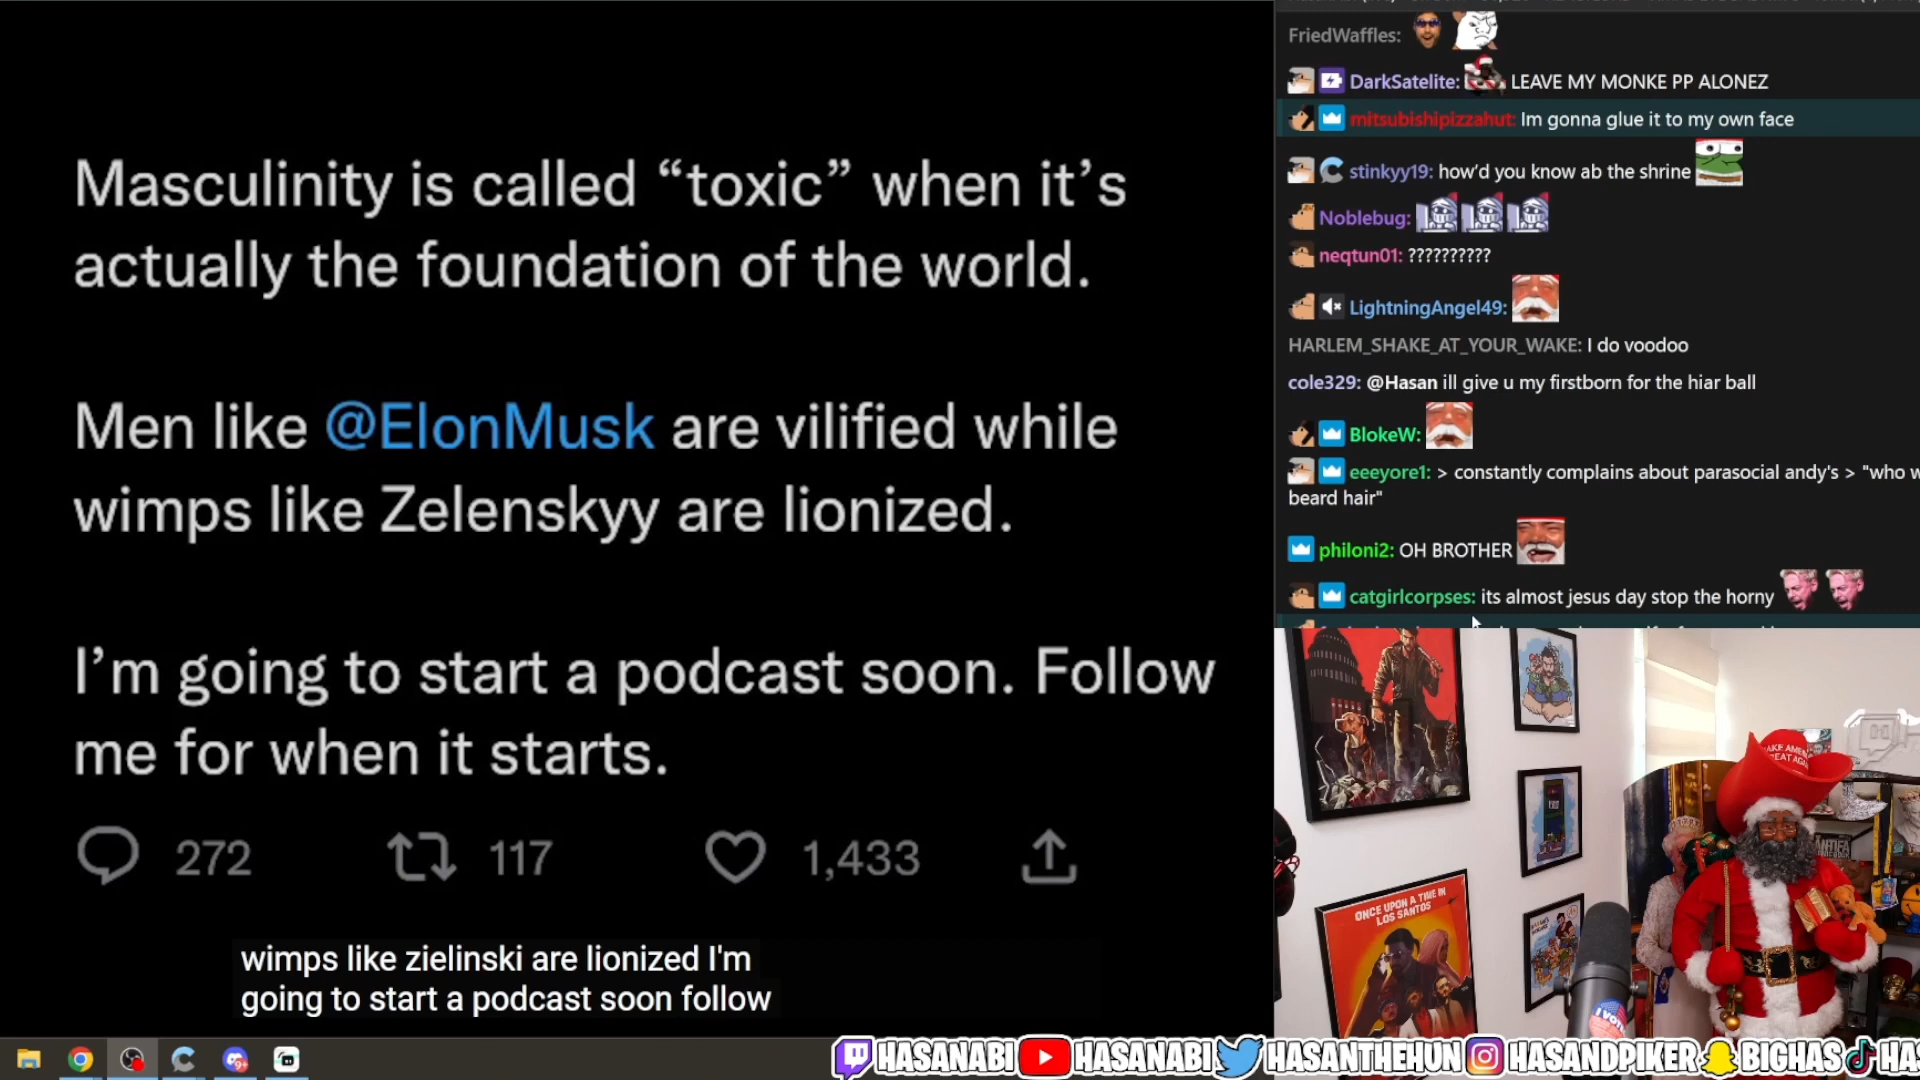 Masculinity is called “toxic” when it’s
actually the foundation of the world.
Men like @ElonMusk are vilified while
wimps like Zelenskyy are lionized.
I’m going to start a podcast soon. Follow
me for when it starts.
272 117 1,433
wimps like zielinski are lionized I'm
going to start a podcast soon follow
FriedWaffles:
DarkSatelite: LEAVE MY MONKE PP ALONEZ
mitsubishipizzahut: Im gonna glue it to my own face
stinkyy19: how’d you know ab the shrine
Noblebug:
neqtun01: ??????????
LightningAngel49:
HARLEM_SHAKE_AT_YOUR_WAKE: I do voodoo
cole329: @Hasan ill give u my firstborn for the hiar ball
BlokeW:
eeeyore1: > constantly complains about parasocial andy's > "who w
beard hair"
philoni2: OH BROTHER
catgirlcorpses: its almost jesus day stop the horny
ONCE UPON A TIME IN
LOS SANTOS
ANTIFA
I VOTE
HASANABI HASANABI HASANTHEHUN HASANDPIKER BIGHAS HAS